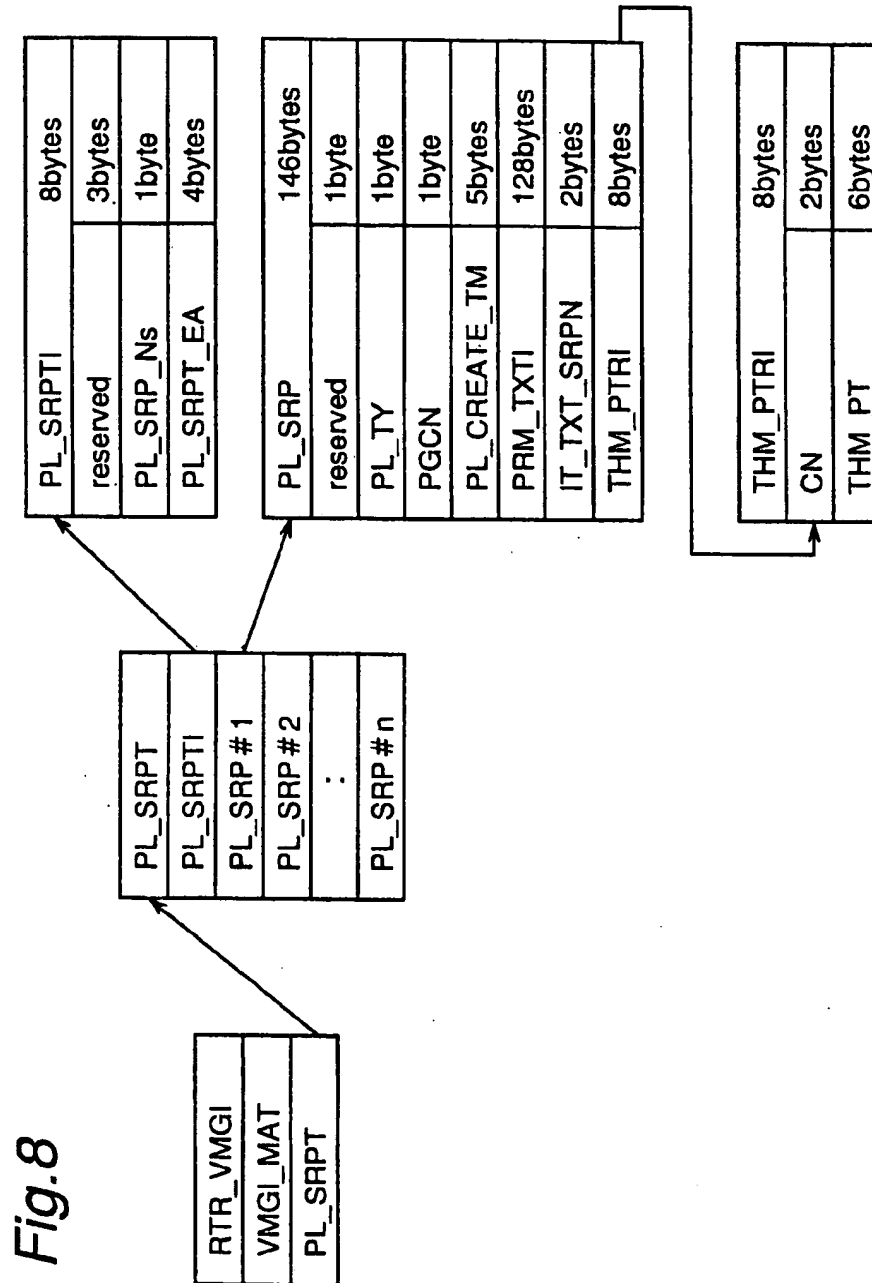 Fig.8
RTR_VMGI
VMGI_MAT
PL_SRPT
PL_SRPT
PL_SRPTI
PL_SRP#1
PL_SRP#2
:
PL_SRP#n
PL_SRPTI 8bytes
reserved 3bytes
PL_SRP_Ns 1byte
PL_SRPT_EA 4bytes
PL_SRP 146bytes
reserved 1byte
PL_TY 1byte
PGCN 1byte
PL_CREATE_TM 5bytes
PRM_TXTI 128bytes
IT_TXT_SRPN 2bytes
THM_PTRI 8bytes
THM_PTRI 8bytes
CN 2bytes
THM_PT 6bytes